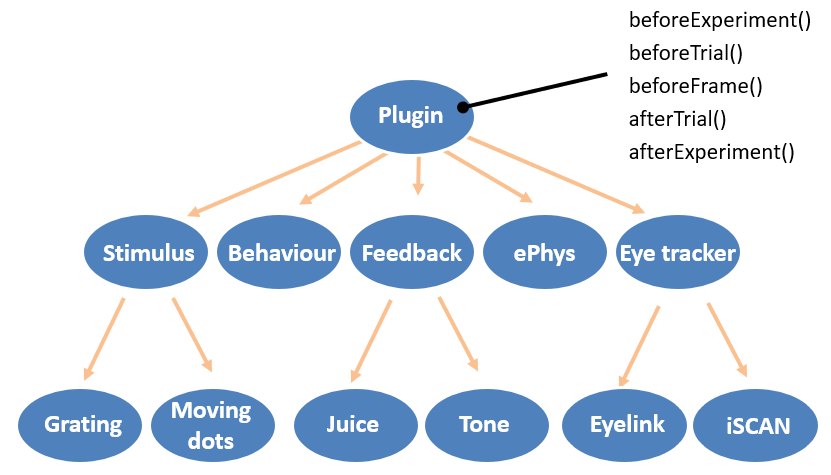 beforeExperiment()
beforeTrial()
beforeFrame()
afterTrial()
afterExperiment()
Plugin
Stimulus
Behaviour
Feedback
ePhys
Eye tracker
Grating
Moving
dots
Juice
Tone
Eyelink
iSCAN